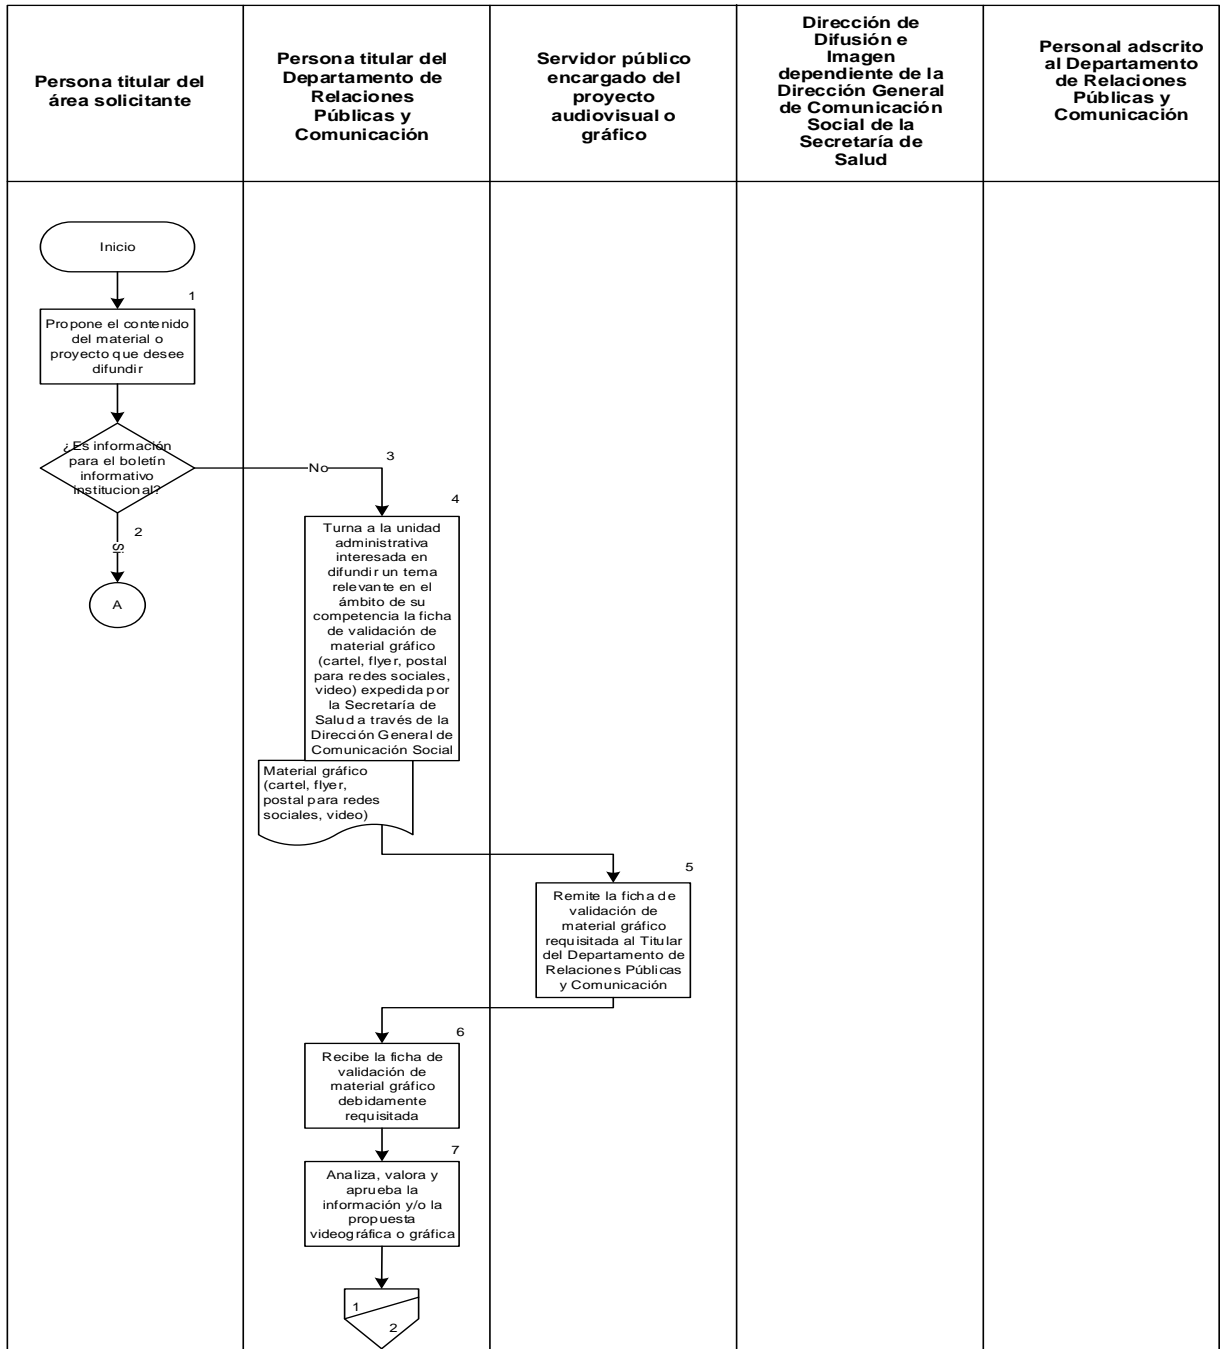 Persona titular del
área solicitante
Persona titular del
Departamento de
Relaciones
Públicas y
Comunicación
Servidor público
encargado del
proyecto
audiovisual o
gráfico
Dirección de
Difusión e
Imagen
dependiente de la
Dirección General
de Comunicación
Social de la
Secretaría de
Salud
Personal adscrito
al Departamento
de Relaciones
Públicas y
Comunicación
Inicio
1
Propone el contenido
del material o
proyecto que desee
difundir
¿Es información
para el boletín
informativo
institucional?
2
Si
A
No
3
4
Turna a la unidad
administrativa
interesada en
difundir un tema
relevante en el
ámbito de su
competencia la ficha
de validación de
material gráfico
(cartel, flyer, postal
para redes sociales,
video) expedida por
la Secretaría de
Salud a través de la
Dirección General de
Comunicación Social
Material gráfico
(cartel, flyer,
postal para redes
sociales, video)
5
Remite la ficha de
validación de
material gráfico
requisitada al Titular
del Departamento de
Relaciones Públicas
y Comunicación
6
Recibe la ficha de
validación de
material gráfico
debidamente
requisitada
7
Analiza, valora y
aprueba la
información y/o la
propuesta
videográfica o gráfica
1
2